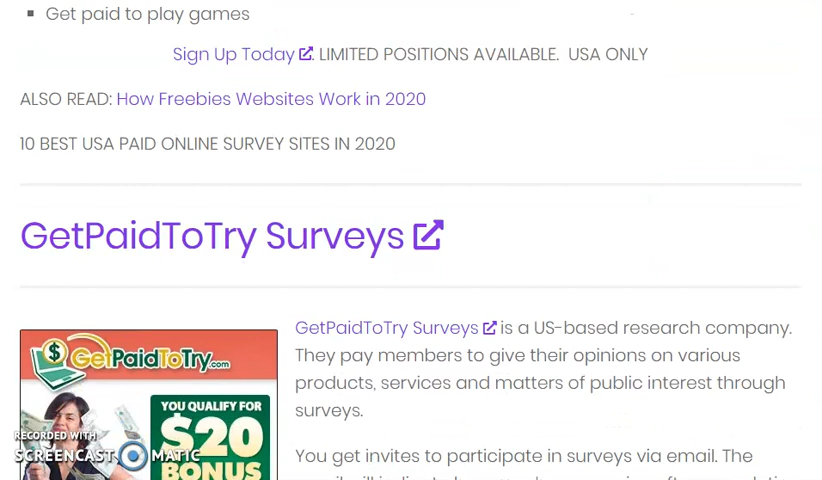 Get paid to play games
Sign Up Today. LIMITED POSITIONS AVAILABLE. USA ONLY
ALSO READ: How Freebies Websites Work in 2020
10 BEST USA PAID ONLINE SURVEY SITES IN 2020
GetPaidToTry Surveys
GetPaidToTry Surveys is a US-based research company.
They pay members to give their opinions on various
products, services and matters of public interest through
surveys.
You get invites to participate in surveys via email. The
$ GetPaidToTry.com
YOU QUALIFY FOR
$20
BONUS
RECORDED WITH
SCREENCAST MATIC